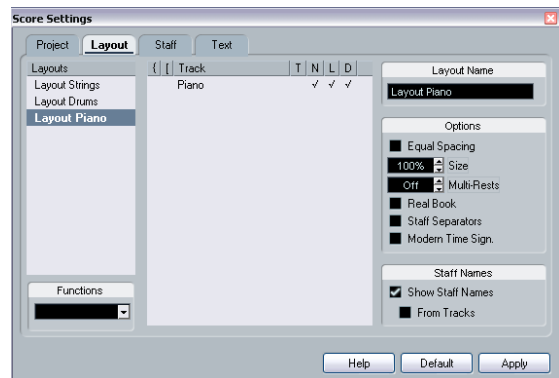 Score Settings
Project Layout Staff Text
Layouts
Layout Strings
Layout Drums
Layout Piano
Functions
{ [ Track T N L D
Piano √ √ √
Layout Name
Layout Piano
Options
Equal Spacing
100% Size
Off Multi-Rests
Real Book
Staff Separators
Modern Time Sign.
Staff Names
Show Staff Names
From Tracks
Help Default Apply